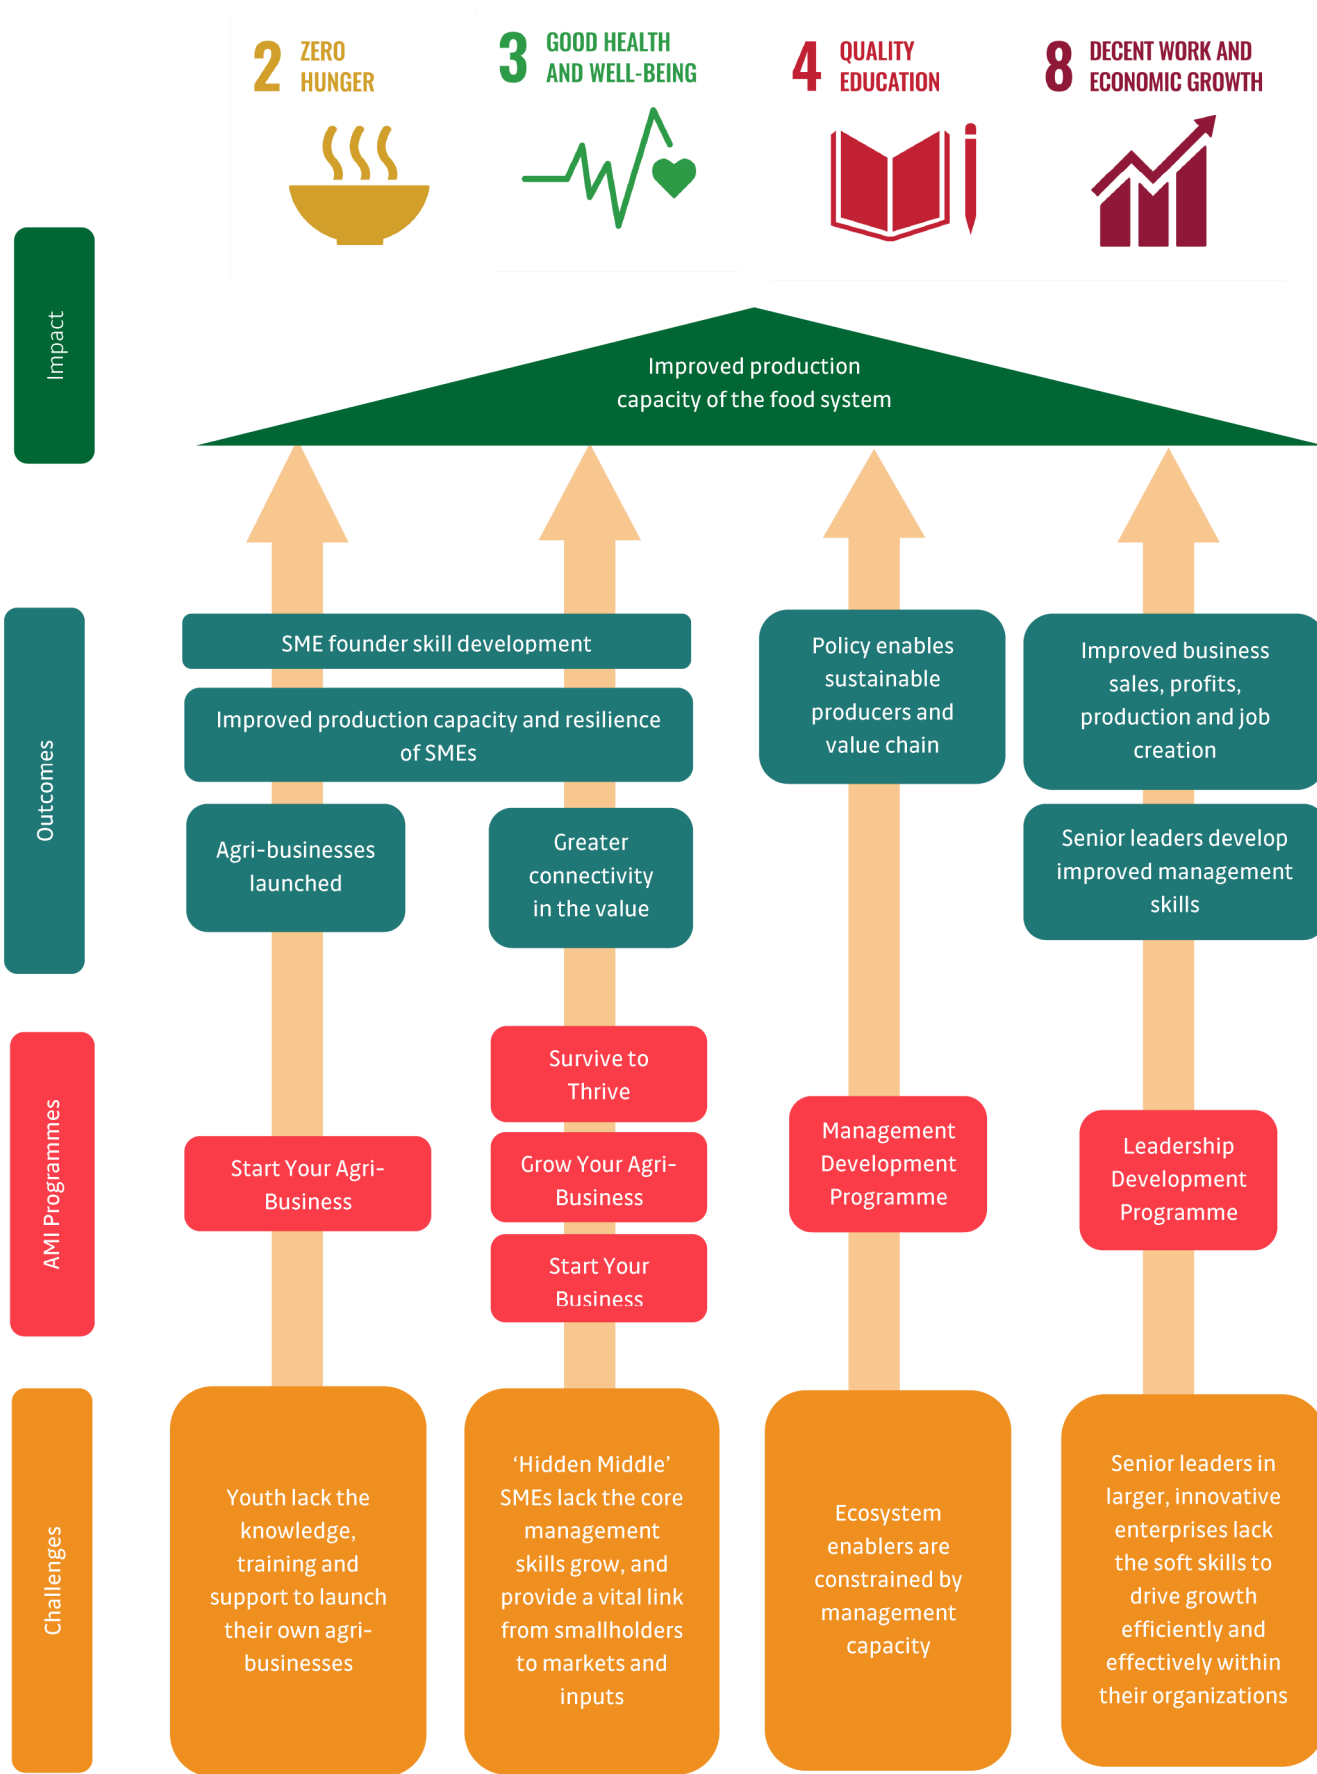 2 ZERO
HUNGER
3 GOOD HEALTH
AND WELL-BEING
4 QUALITY
EDUCATION
8 DECENT WORK AND
ECONOMIC GROWTH
Impact
Improved production
capacity of the food system
Outcomes
SME founder skill development
Improved production capacity and resilience
of SMEs
Agri-businesses
launched
Greater
connectivity
in the value
Policy enables
sustainable
producers and
value chain
Improved business
sales, profits,
production and job
creation
Senior leaders develop
improved management
skills
AMI Programmes
Start Your Agri-
Business
Survive to
Thrive
Grow Your Agri-
Business
Start Your
Business
Management
Development
Programme
Leadership
Development
Programme
Challenges
Youth lack the
knowledge,
training and
support to launch
their own agri-
businesses
‘Hidden Middle’
SMEs lack the core
management
skills grow, and
provide a vital link
from smallholders
to markets and
inputs
Ecosystem
enablers are
constrained by
management
capacity
Senior leaders in
larger, innovative
enterprises lack
the soft skills to
drive growth
efficiently and
effectively within
their organizations